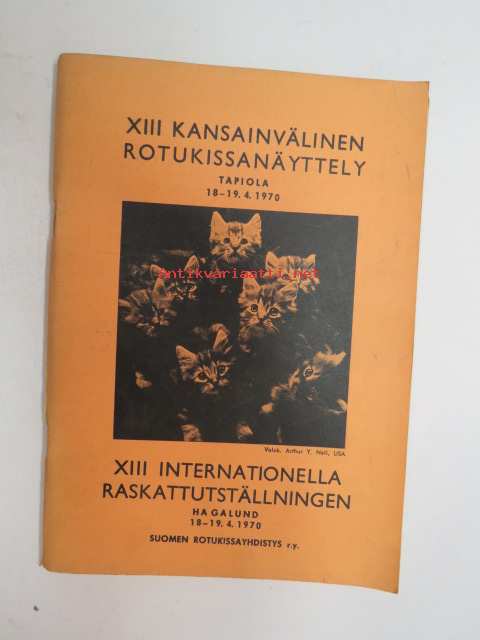 XIII KANSAINVÄLINEN
ROTUKISSANÄYTTELY
TAPIOLA
18–19.4.1970
Antikvariaatti.net
Valok. Arthur Y. Nell, USA
XIII INTERNATIONELLA
RASKATTUTSTÄLLNINGEN
HAGALUND
18–19.4.1970
SUOMEN ROTUKISSAYHDISTYS r.y.